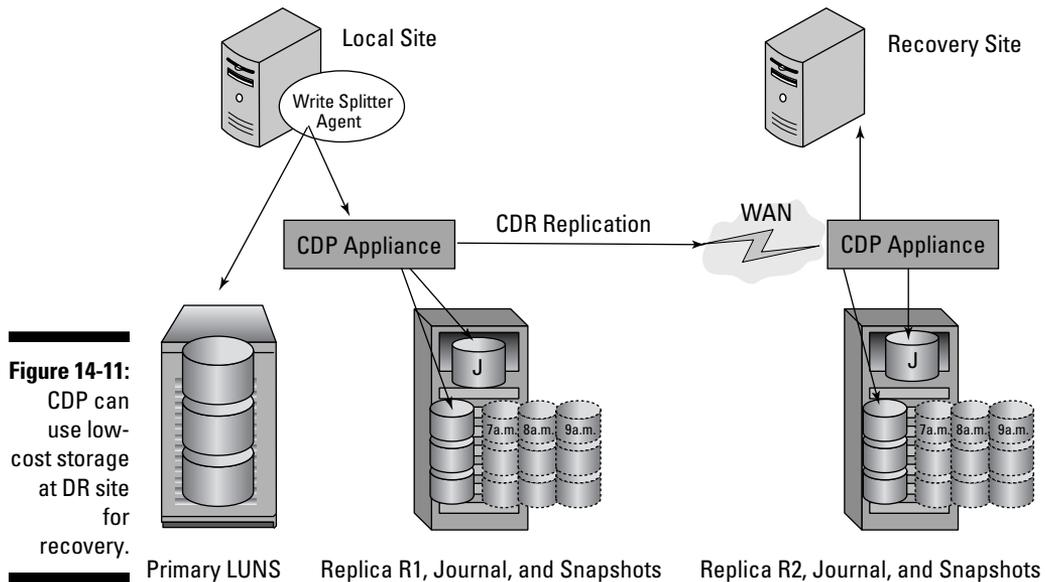 Local Site
Recovery Site
Write Splitter
Agent
WAN
CDR Replication
CDP Appliance
CDP Appliance
J
J
7a.m. 8a.m. 9a.m.
7a.m. 8a.m. 9a.m.
Figure 14-11:
CDP can
use low-
cost storage
at DR site
for
recovery.
Primary LUNS
Replica R1, Journal, and Snapshots
Replica R2, Journal, and Snapshots